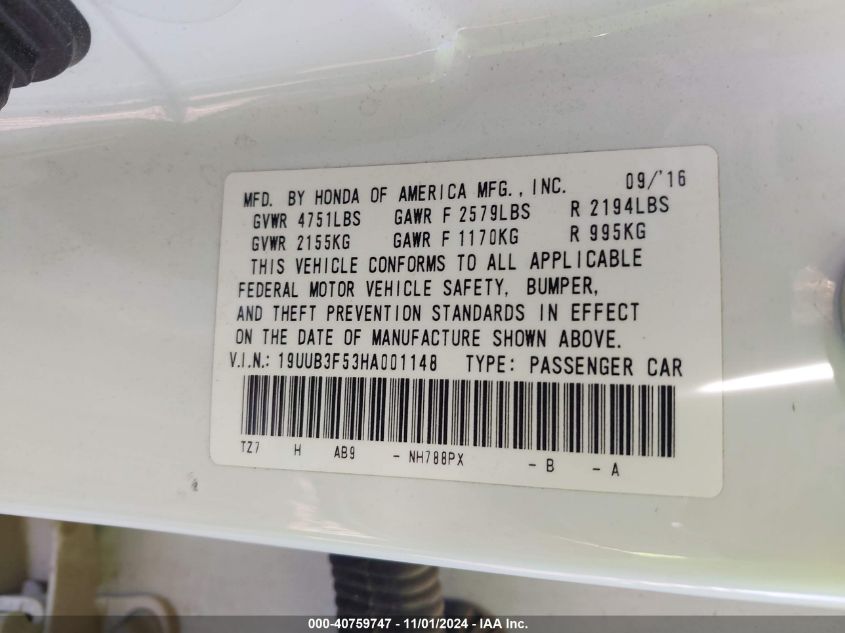 MFD. BY HONDA OF AMERICA MFG., INC. 09/'16
GVWR 4751LBS GAWR F 2579LBS R 2194LBS
GVWR 2155KG GAWR F 1170KG R 995KG
THIS VEHICLE CONFORMS TO ALL APPLICABLE
FEDERAL MOTOR VEHICLE SAFETY, BUMPER,
AND THEFT PREVENTION STANDARDS IN EFFECT
ON THE DATE OF MANUFACTURE SHOWN ABOVE.
V.I.N.: 19UUB3F53HA001148 TYPE: PASSENGER CAR
TZ7 H AB9 - NH788PX - B - A
000-40759747 - 11/01/2024 - IAA Inc.